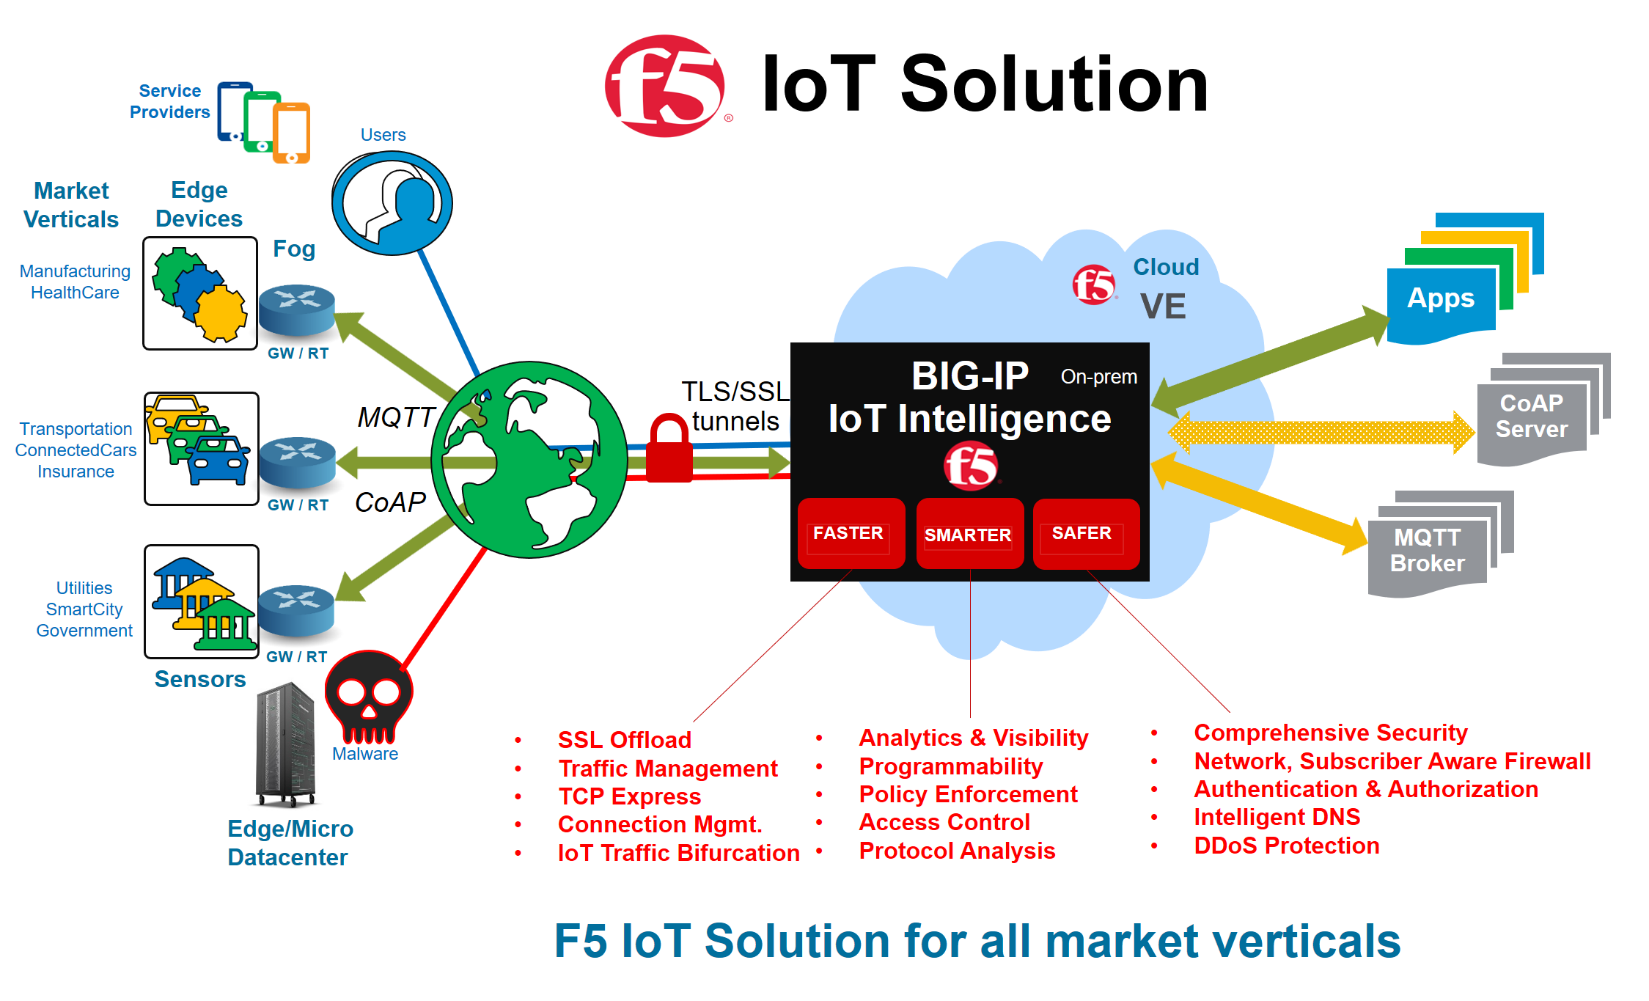 f5® IoT Solution
Service
Providers
Users
Market
Verticals
Edge
Devices
Fog
Manufacturing
HealthCare
GW / RT
Transportation
ConnectedCars
Insurance
GW / RT
Utilities
SmartCity
Government
GW / RT
Sensors
Malware
Edge/Micro
Datacenter
MQTT
CoAP
TLS/SSL
tunnels
f5
Cloud
VE
BIG-IP
On-prem
IoT Intelligence
f5
FASTER
SMARTER
SAFER
Apps
CoAP
Server
MQTT
Broker
• SSL Offload
• Traffic Management
• TCP Express
• Connection Mgmt.
• IoT Traffic Bifurcation
• Analytics & Visibility
• Programmability
• Policy Enforcement
• Access Control
• Protocol Analysis
• Comprehensive Security
• Network, Subscriber Aware Firewall
• Authentication & Authorization
• Intelligent DNS
• DDoS Protection
F5 IoT Solution for all market verticals